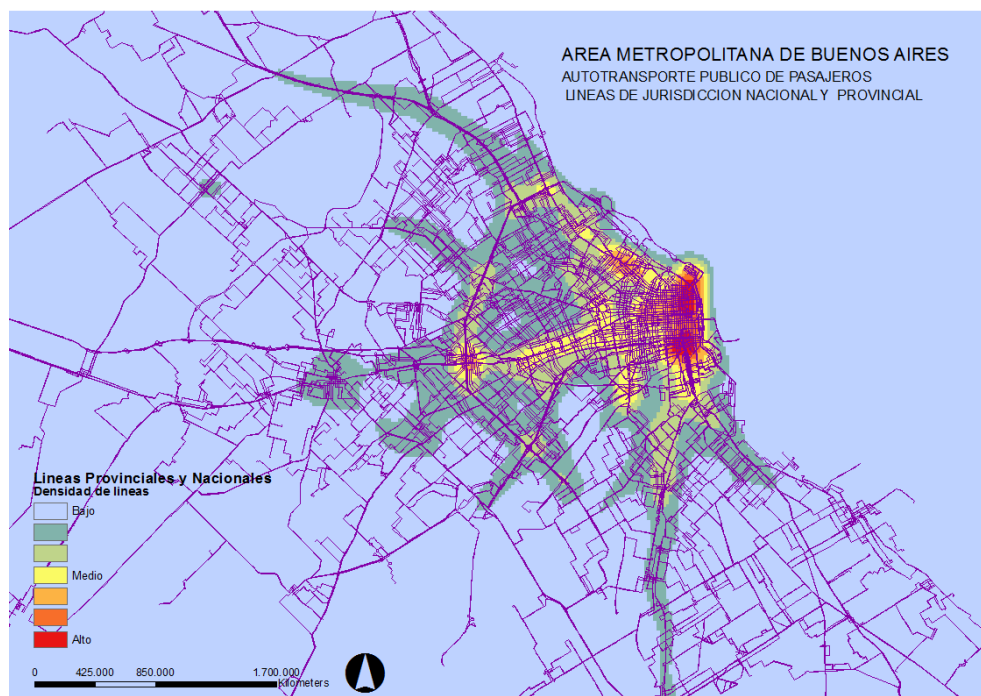 AREA METROPOLITANA DE BUENOS AIRES
AUTOTRANSPORTE PUBLICO DE PASAJEROS
LINEAS DE JURISDICCION NACIONAL Y PROVINCIAL
Lineas Provinciales y Nacionales
Densidad de lineas
Bajo
Medio
Alto
0 425.000 850.000 1.700.000
Kilometers